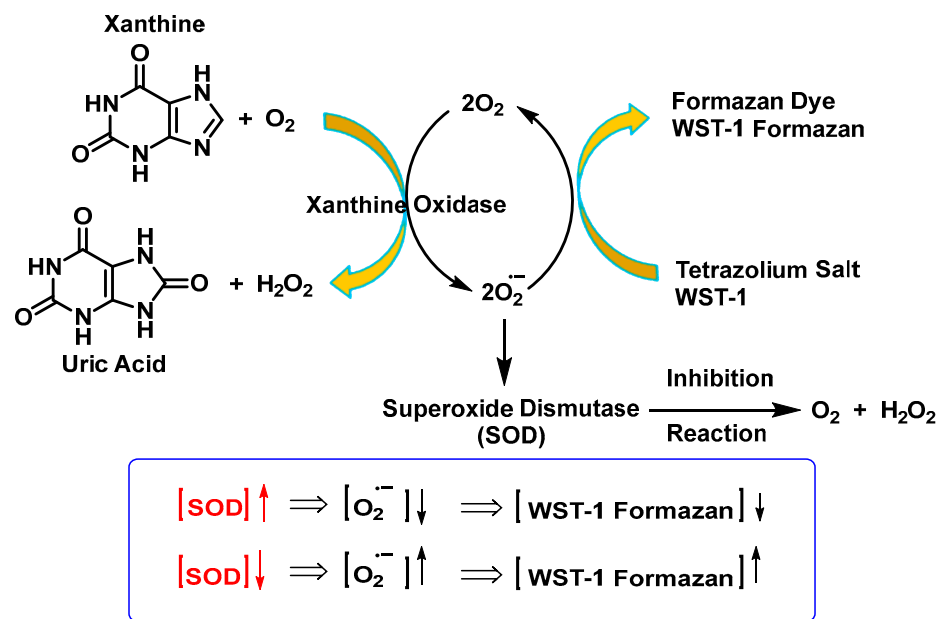 Xanthine
O
H
N
HN
O
N
H
N
+ O₂
2O₂
Formazan Dye
WST-1 Formazan
Xanthine Oxidase
O
H
N
HN
O
O
N
H
N
H
+ H₂O₂
2O₂·−
Tetrazolium Salt
WST-1
Uric Acid
Superoxide Dismutase
(SOD)
Inhibition
Reaction
O₂ + H₂O₂
[SOD]↑ ⇒ [O₂·−]↓ ⇒ [WST-1 Formazan]↓
[SOD]↓ ⇒ [O₂·−]↑ ⇒ [WST-1 Formazan]↑